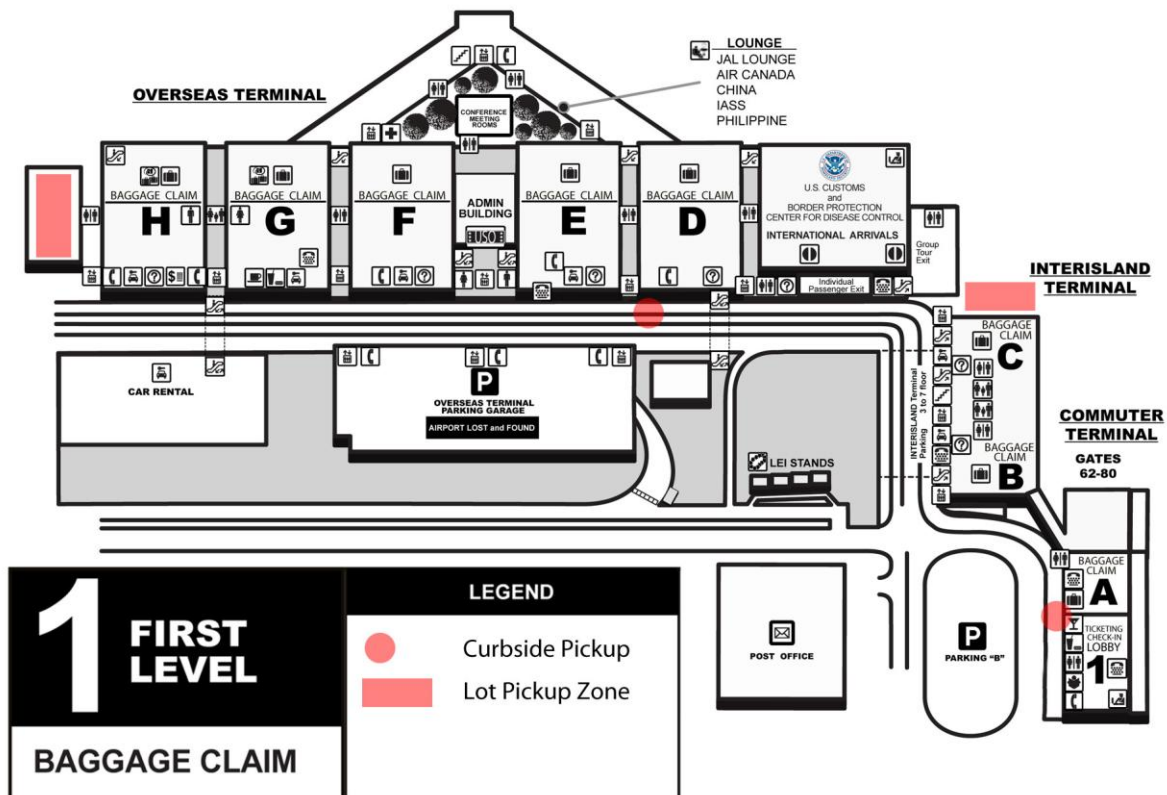 LOUNGE
JAL LOUNGE
AIR CANADA
CHINA
IASS
PHILIPPINE
OVERSEAS TERMINAL
CONFERENCE
MEETING
ROOMS
BAGGAGE CLAIM
H
BAGGAGE CLAIM
G
BAGGAGE CLAIM
F
ADMIN
BUILDING
USO
BAGGAGE CLAIM
E
BAGGAGE CLAIM
D
U.S. CUSTOMS
and
BORDER PROTECTION
CENTER FOR DISEASE CONTROL
INTERNATIONAL ARRIVALS
Group
Tour
Exit
Individual
Passenger Exit
INTERISLAND
TERMINAL
BAGGAGE
CLAIM
C
INTERISLAND Terminal
Parking 3 to 7 floor
BAGGAGE
CLAIM
B
COMMUTER
TERMINAL
GATES
62-80
CAR RENTAL
P
OVERSEAS TERMINAL
PARKING GARAGE
AIRPORT LOST and FOUND
LEI STANDS
BAGGAGE
CLAIM
A
TICKETING
CHECK-IN
LOBBY
1
POST OFFICE
P
PARKING “B”
1 FIRST
LEVEL
BAGGAGE CLAIM
LEGEND
Curbside Pickup
Lot Pickup Zone